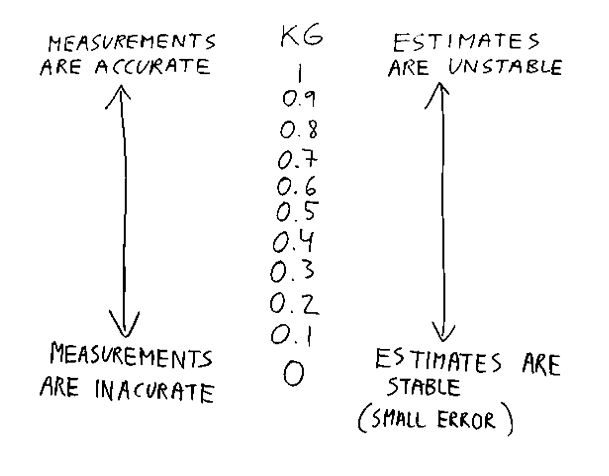 MEASUREMENTS
ARE ACCURATE
KG
1
0.9
0.8
0.7
0.6
0.5
0.4
0.3
0.2
0.1
0
ESTIMATES
ARE UNSTABLE
MEASUREMENTS
ARE INACURATE
ESTIMATES ARE
STABLE
(SMALL ERROR)